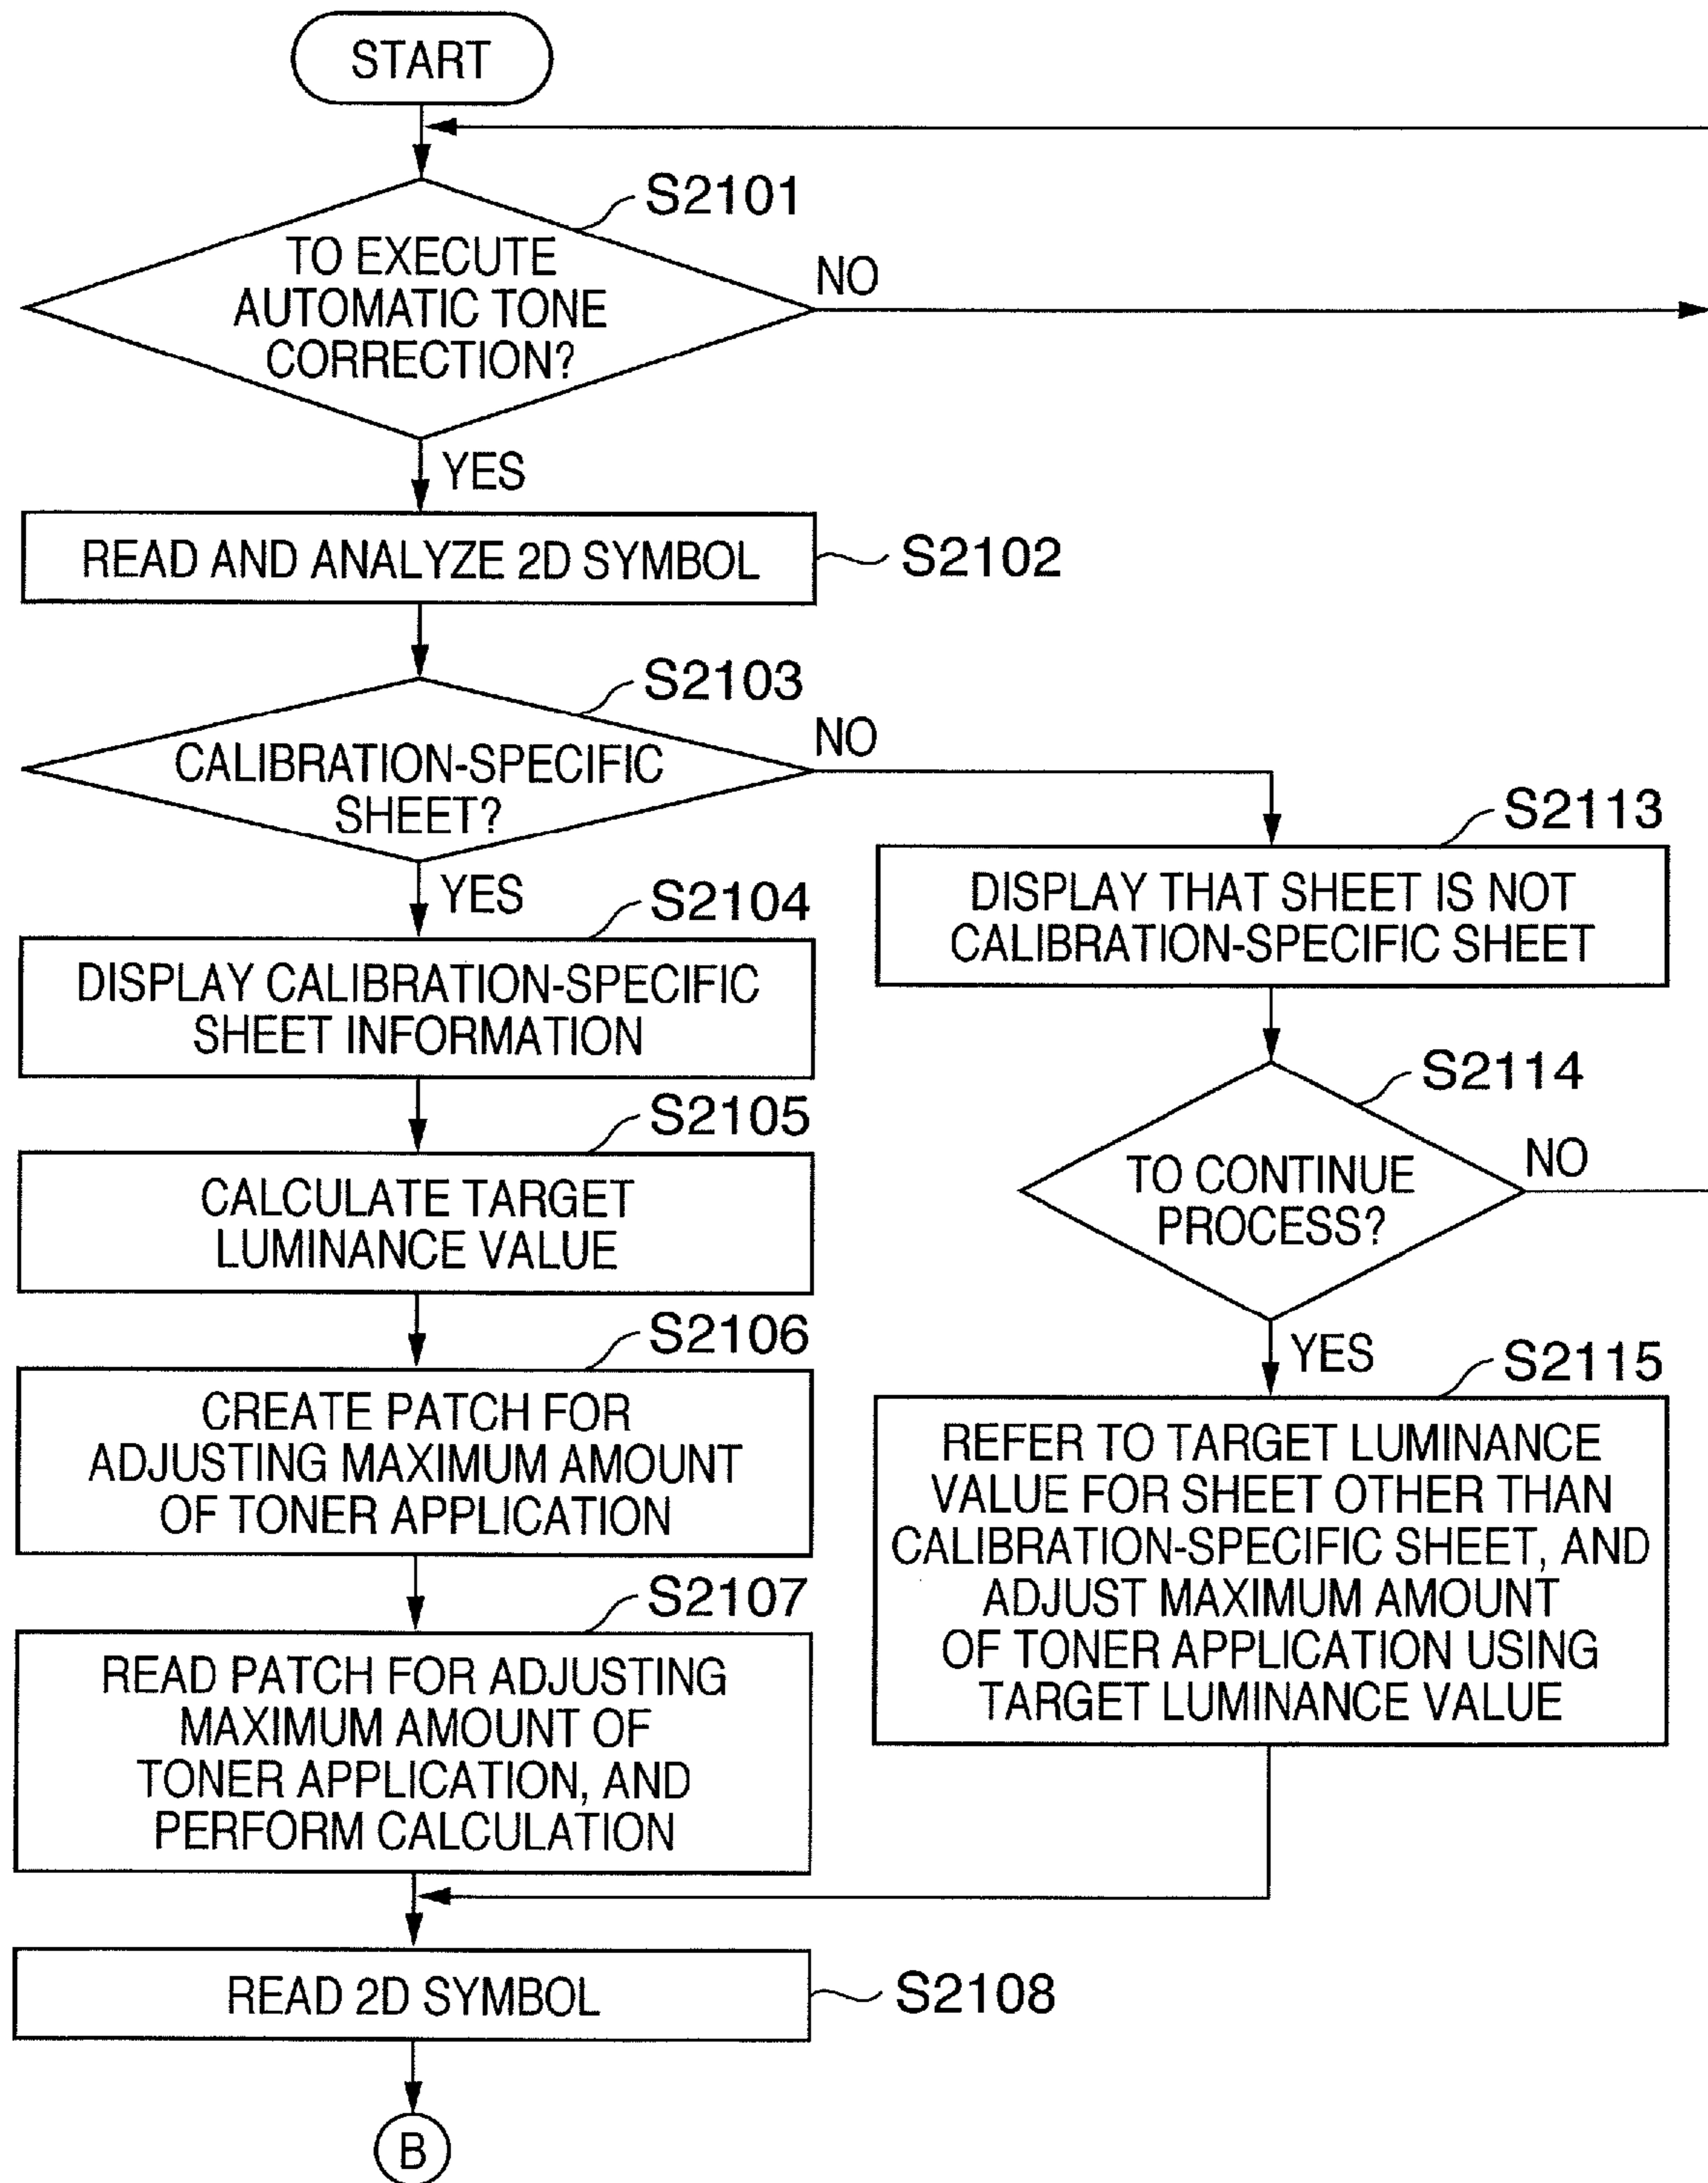 START
S2101
TO EXECUTE
AUTOMATIC TONE
CORRECTION?
NO
YES
READ AND ANALYZE 2D SYMBOL
S2102
S2103
CALIBRATION-SPECIFIC
SHEET?
NO
YES
S2113
DISPLAY THAT SHEET IS NOT
CALIBRATION-SPECIFIC SHEET
S2104
DISPLAY CALIBRATION-SPECIFIC
SHEET INFORMATION
S2114
TO CONTINUE
PROCESS?
NO
YES
S2105
CALCULATE TARGET
LUMINANCE VALUE
S2106
CREATE PATCH FOR
ADJUSTING MAXIMUM AMOUNT
OF TONER APPLICATION
S2115
REFER TO TARGET LUMINANCE
VALUE FOR SHEET OTHER THAN
CALIBRATION-SPECIFIC SHEET, AND
ADJUST MAXIMUM AMOUNT
OF TONER APPLICATION USING
TARGET LUMINANCE VALUE
S2107
READ PATCH FOR ADJUSTING
MAXIMUM AMOUNT OF
TONER APPLICATION, AND
PERFORM CALCULATION
READ 2D SYMBOL
S2108
B